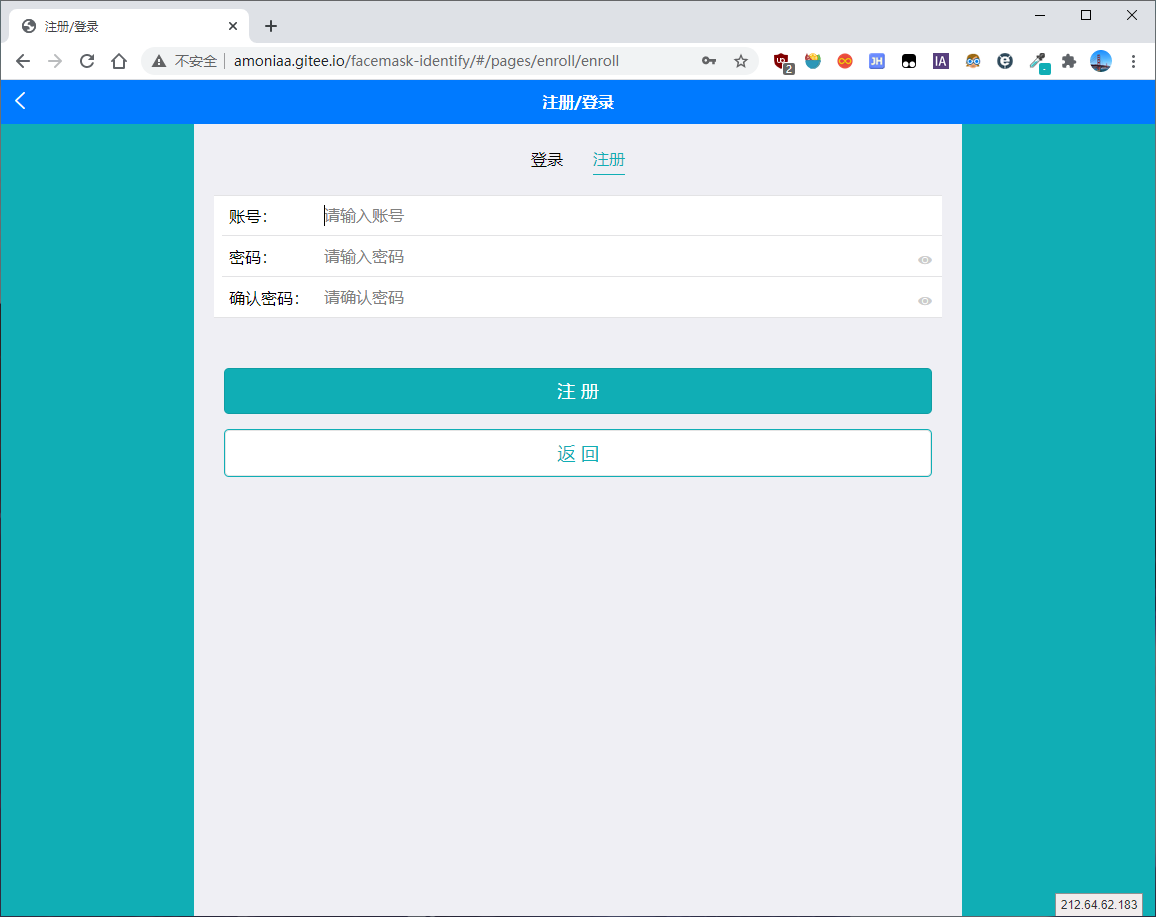 注册/登录
不安全 amoniaa.gitee.io/facemask-identify/#/pages/enroll/enroll
2
JH
IA
注册/登录
登录 注册
账号： 请输入账号
密码： 请输入密码
确认密码： 请确认密码
注 册
返 回
212.64.62.183